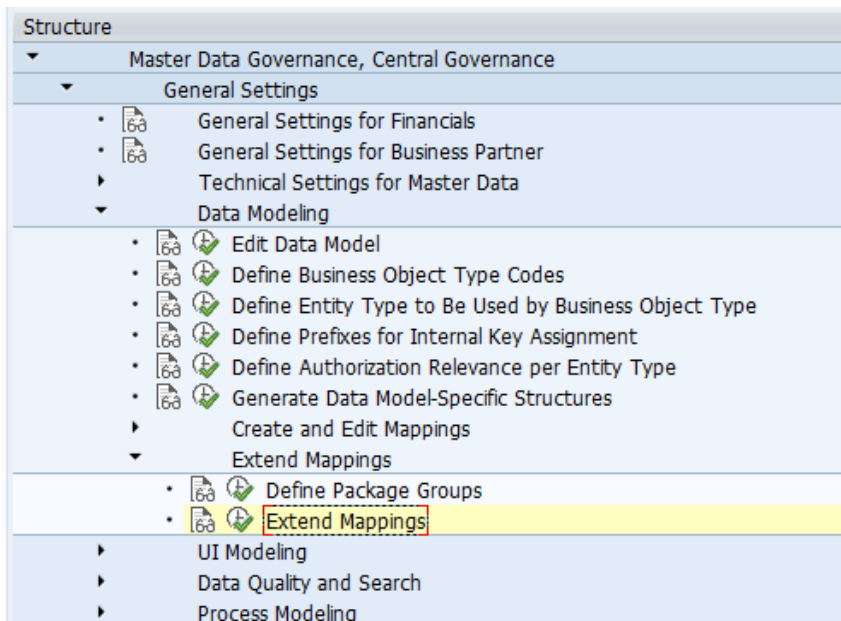 Structure
Master Data Governance, Central Governance
General Settings
General Settings for Financials
General Settings for Business Partner
Technical Settings for Master Data
Data Modeling
Edit Data Model
Define Business Object Type Codes
Define Entity Type to Be Used by Business Object Type
Define Prefixes for Internal Key Assignment
Define Authorization Relevance per Entity Type
Generate Data Model-Specific Structures
Create and Edit Mappings
Extend Mappings
Define Package Groups
Extend Mappings
UI Modeling
Data Quality and Search
Process Modeling